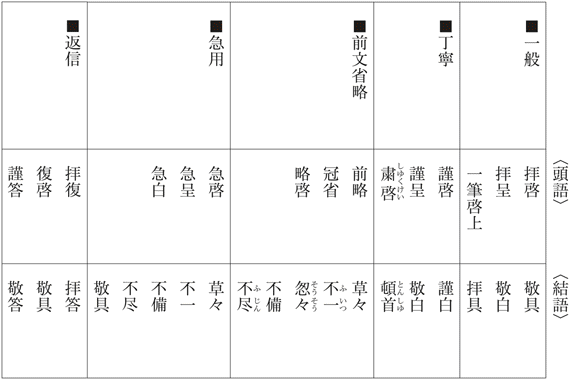 〈頭語〉
〈結語〉
■一般
拝啓
拝呈
一筆啓上
敬具
敬白
拝具
■丁寧
謹啓
謹呈
粛啓
しゆくけい
謹白
敬白
頓首
とんしゆ
■前文省略
前略
冠省
略啓
草々
不一
ふいつ
怱々
そうそう
不備
不尽
ふじん
■急用
急啓
急呈
急白
草々
不一
不備
不尽
敬具
■返信
拝復
復啓
謹答
拝答
敬具
敬答